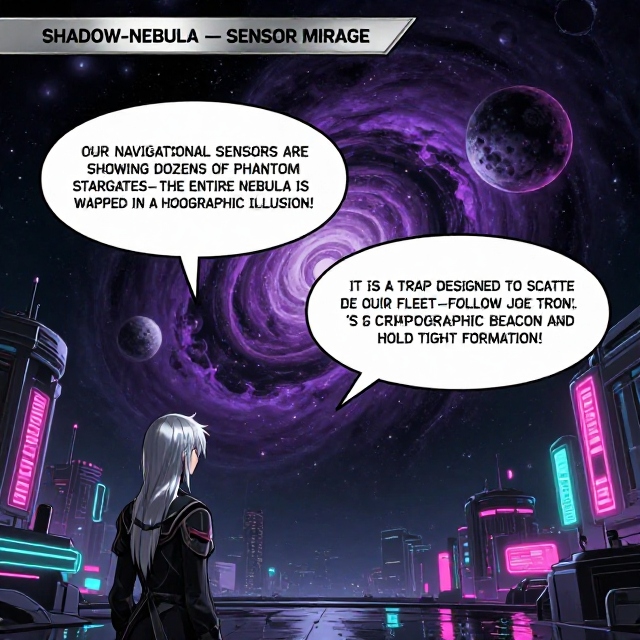 SHADOW-NEBULA — SENSOR MIRAGE
OUR NAVIGATIONAL SENSORS ARE
SHOWING DOZENS OF PHANTOM
STARGATES—THE ENTIRE NEBULA IS
WAPPED IN A HOOGRAPHIC ILLUSION!
IT IS A TRAP DESIGNED TO SCATTE
DE OUIR FLEET—FOLLOW JOE TRON!.
'S & CRMPOGRAPHIC BEACON AND
HOLD TIGHT FORMATION!